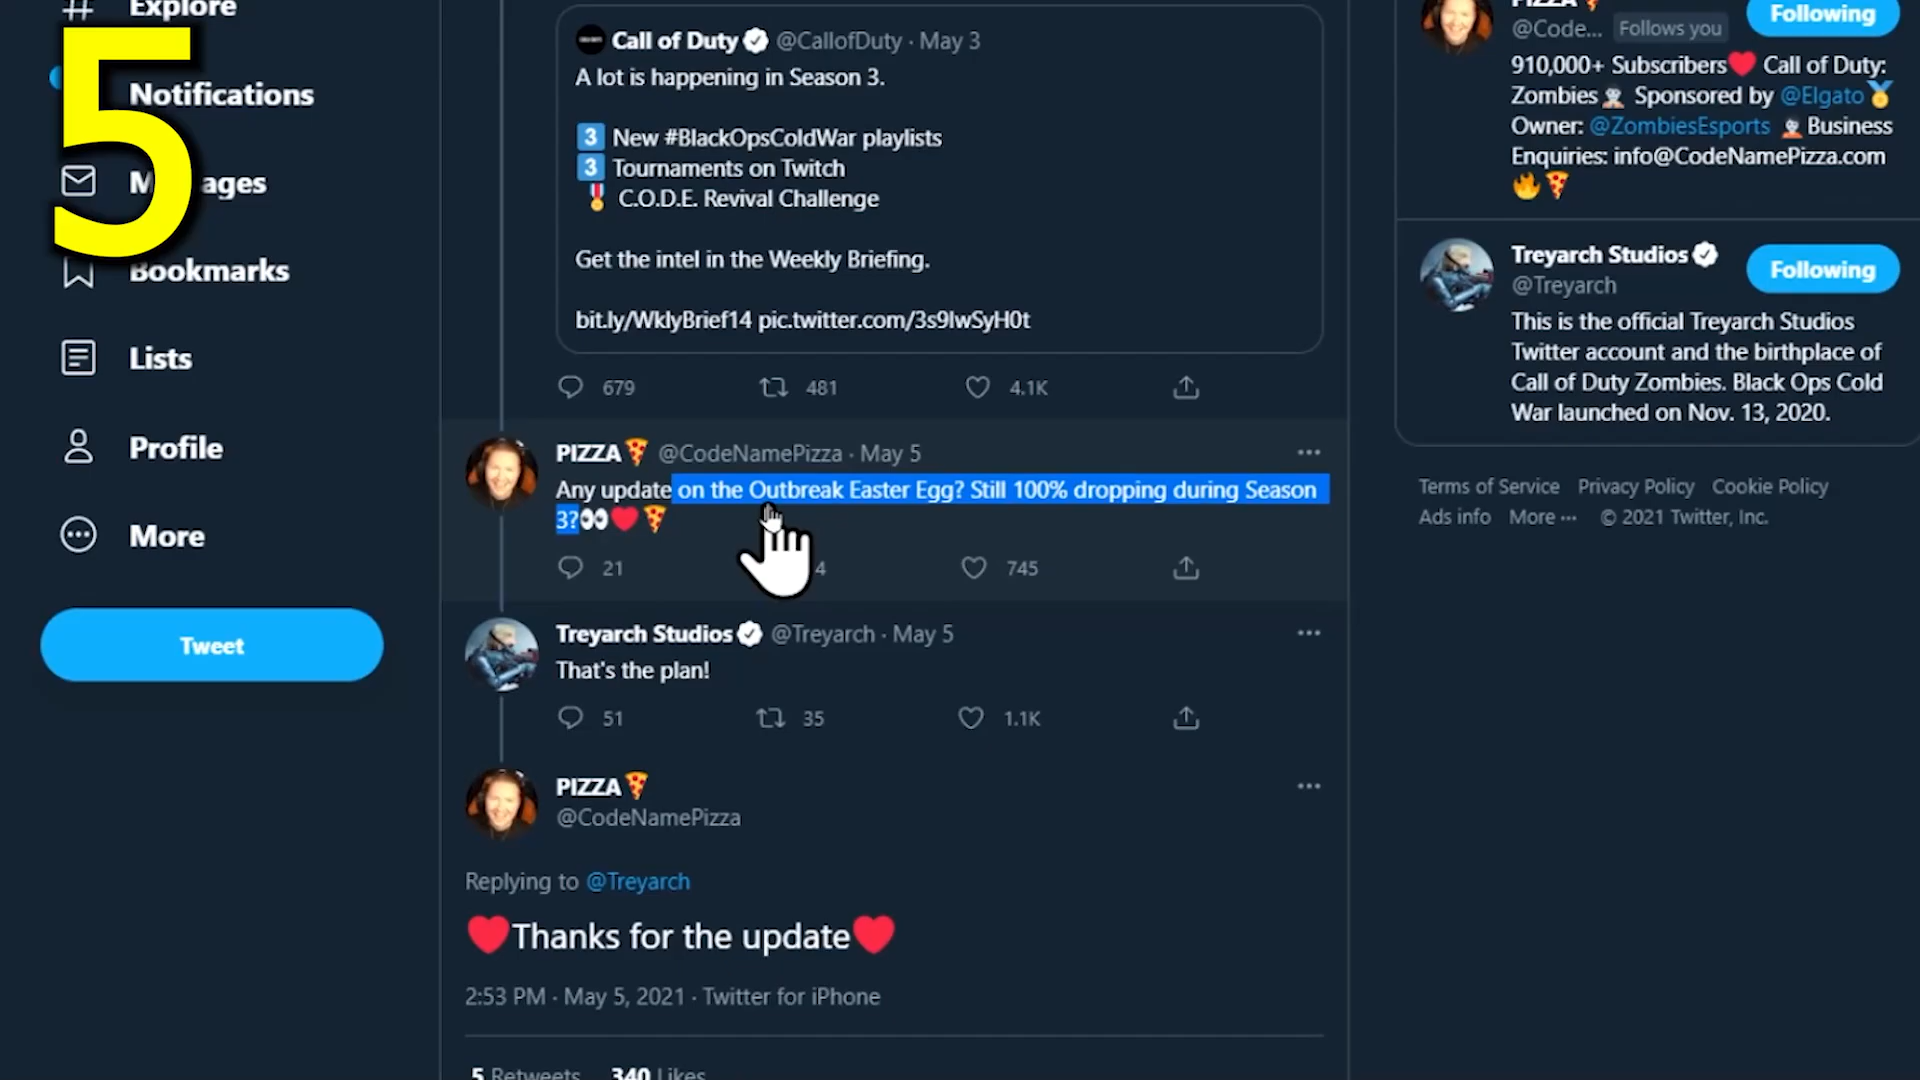 Explore
5
Notifications
Bookmarks
Lists
Profile
More
Tweet
Call of Duty @CallofDuty · May 3
A lot is happening in Season 3.
3 New #BlackOpsColdWar playlists
3 Tournaments on Twitch
🎖 C.O.D.E. Revival Challenge
Get the intel in the Weekly Briefing.
bit.ly/WklyBrief14 pic.twitter.com/3s9lwSyH0t
679 481 4.1K
PIZZA🍕 @CodeNamePizza · May 5
Any update on the Outbreak Easter Egg? Still 100% dropping during Season
3?👀❤️🍕
21 745
Treyarch Studios @Treyarch · May 5
That's the plan!
51 35 1.1K
PIZZA🍕
@CodeNamePizza
Replying to @Treyarch
❤️Thanks for the update❤️
2:53 PM · May 5, 2021 · Twitter for iPhone
5 Retweets 340 Likes
PIZZA🍕
@Code... Follows you
Following
910,000+ Subscribers❤️ Call of Duty:
Zombies🧟 Sponsored by @Elgato🏅
Owner: @ZombiesEsports 🧟Business
Enquiries: info@CodeNamePizza.com
🔥🍕
Treyarch Studios
@Treyarch
Following
This is the official Treyarch Studios
Twitter account and the birthplace of
Call of Duty Zombies. Black Ops Cold
War launched on Nov. 13, 2020.
Terms of Service Privacy Policy Cookie Policy
Ads info More ··· © 2021 Twitter, Inc.